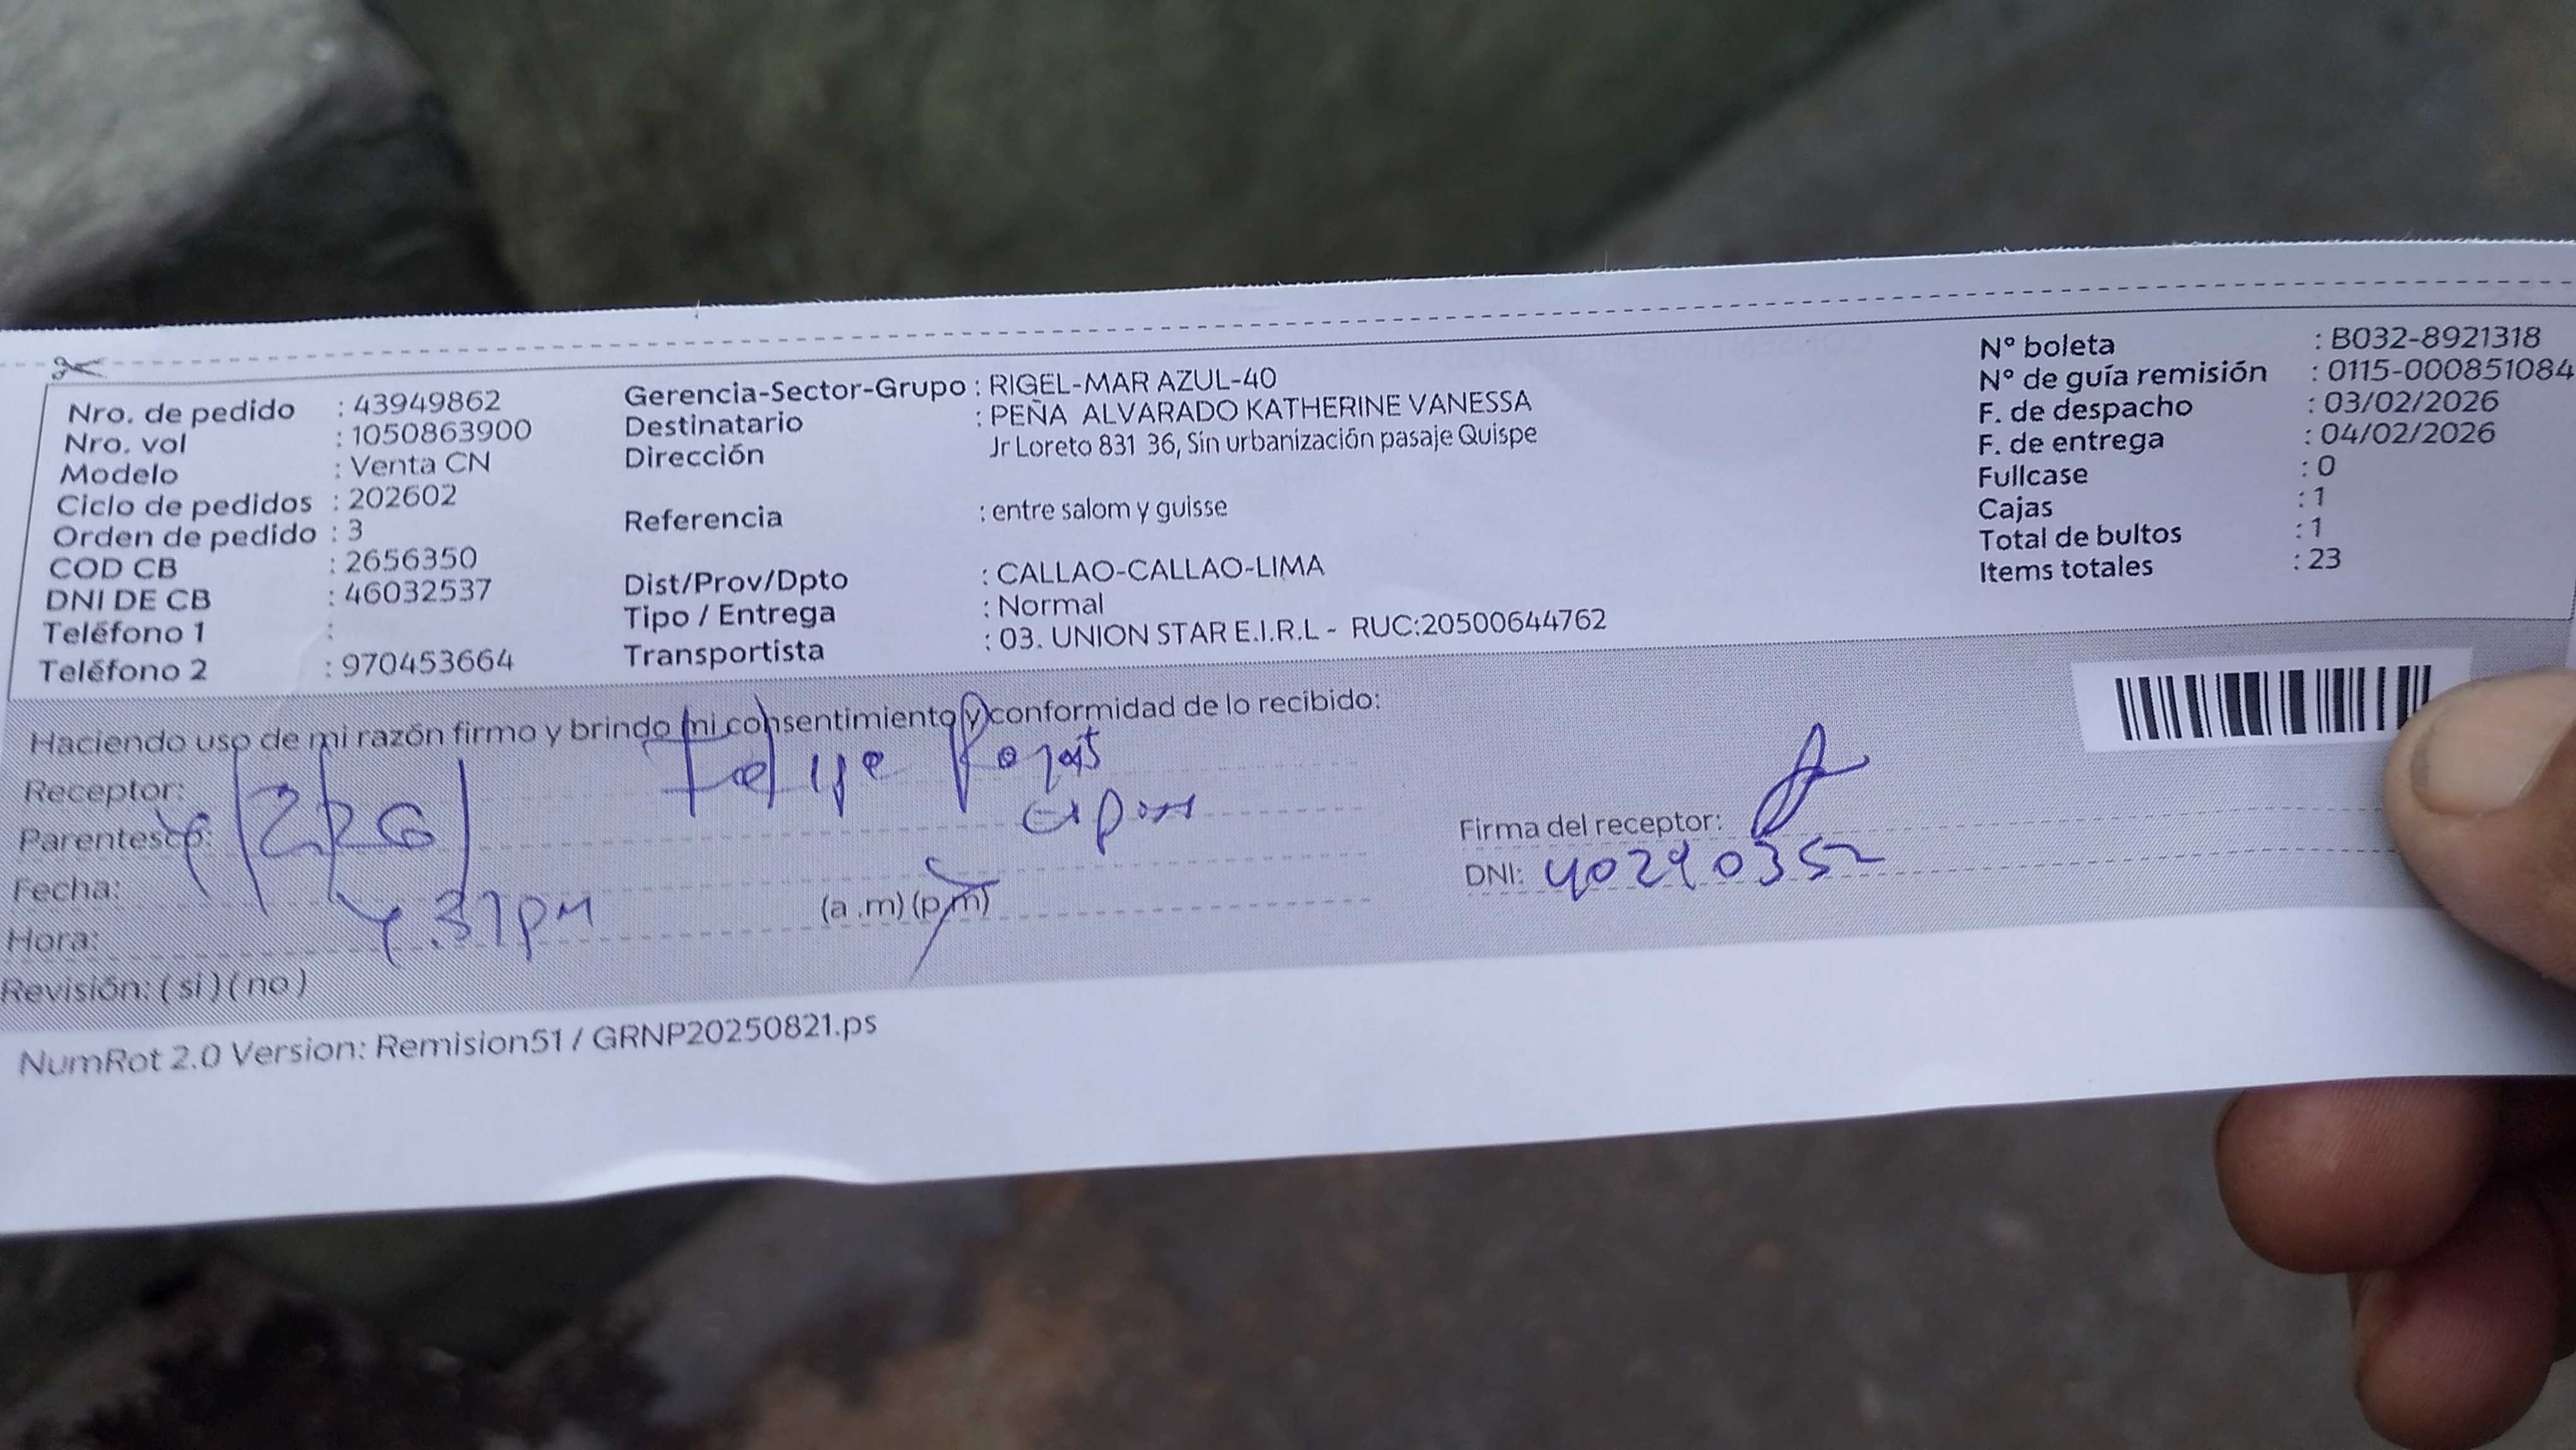 Nro. de pedido : 43949862
Nro. vol : 1050863900
Modelo : Venta CN
Ciclo de pedidos : 202602
Orden de pedido : 3
COD CB : 2656350
DNI DE CB : 46032537
Teléfono 1 :
Teléfono 2 : 970453664
Gerencia-Sector-Grupo : RIGEL-MAR AZUL-40
Destinatario : PEÑA ALVARADO KATHERINE VANESSA
Dirección Jr Loreto 831 36, Sin urbanización pasaje Quispe
Referencia : entre salom y guisse
Dist/Prov/Dpto : CALLAO-CALLAO-LIMA
Tipo / Entrega : Normal
Transportista : 03. UNION STAR E.I.R.L - RUC:20500644762
N° boleta : B032-8921318
N° de guía remisión : 0115-000851084
F. de despacho : 03/02/2026
F. de entrega : 04/02/2026
Fullcase : 0
Cajas : 1
Total de bultos : 1
Items totales : 23
Haciendo uso de mi razón firmo y brindo mi consentimiento y conformidad de lo recibido:
Receptor: Felipe Rojas
Parentesco: esposo
Fecha:
Hora: 4.37pm (a .m) (p.m)
Revisión: ( si ) ( no )
Firma del receptor:
DNI: 40290352
NumRot 2.0 Version: Remision51 / GRNP20250821.ps